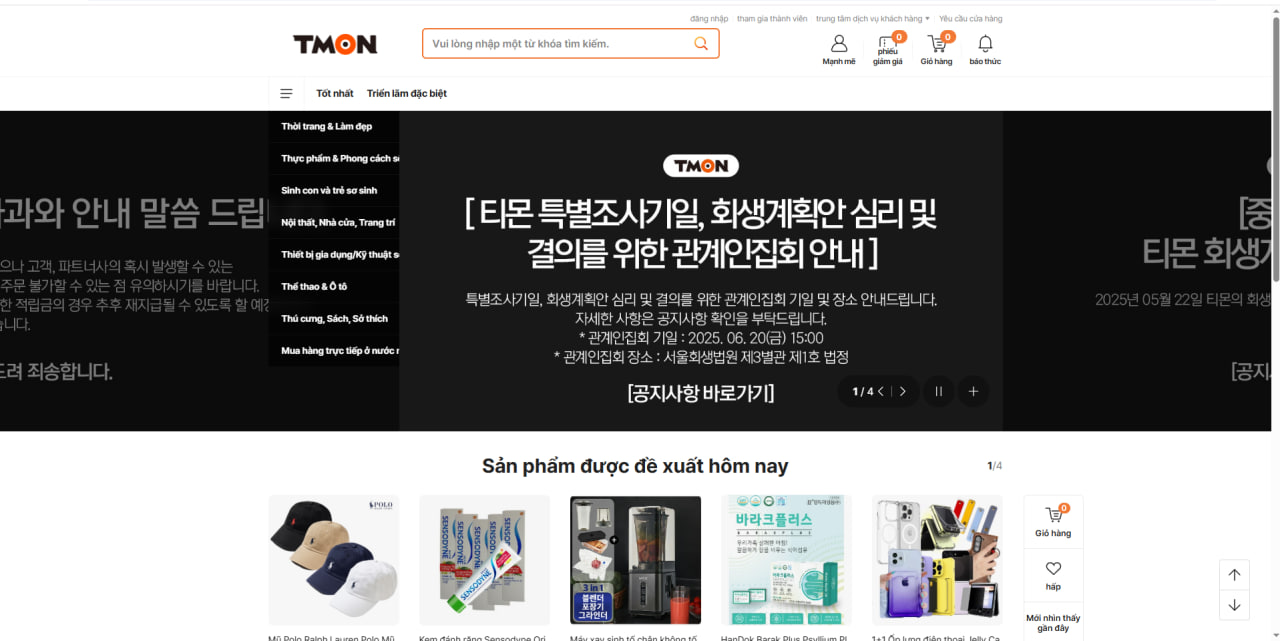 đăng nhập tham gia thành viên trung tâm dịch vụ khách hàng Yêu cầu cửa hàng
TMON
Vui lòng nhập một từ khóa tìm kiếm.
0
0
Mạnh mẽ
phiếu
giảm giá
Giỏ hàng
báo thức
Tốt nhất Triển lãm đặc biệt
Thời trang & Làm đẹp
Thực phẩm & Phong cách
Sinh con và trẻ sơ sinh
Nội thất, Nhà cửa, Trang trí
Thiết bị gia dụng/Kỹ thuật
Thể thao & Ô tô
Thú cưng, Sách, Sở thích
Mua hàng trực tiếp ở nước
안내 말씀 드립
으나 고객, 파트너사의 혹시 발생할 수 있는
주문 불가할 수 있는 점 유의하시기를 바랍니다.
한 적립금의 경우 추후 재지급될 수 있도록 할 예
습니다.
드려 죄송합니다.
TMON
[ 티몬 특별조사기일, 회생계획안 심리 및
결의를 위한 관계인집회 안내 ]
특별조사기일, 회생계획안 심리 및 결의를 위한 관계인집회 기일 및 장소 안내드립니다.
자세한 사항은 공지사항 확인을 부탁드립니다.
* 관계인집회 기일 : 2025. 06. 20(금) 15:00
* 관계인집회 장소 : 서울회생법원 제3별관 제1호 법정
[공지사항 바로가기]
1 / 4
[중
티몬 회생
2025년 05월 22일 티몬의 회생
[공지
Sản phẩm được đề xuất hôm nay
1/4
POLO
SENSODYNE
SENSODYNE
SENSODYNE
SENSODYNE
3 in 1
블렌더
포장기
그라인더
바라크플러스
BARAKPLUS
바라크플러스
0
Giỏ hàng
hấp
Mới nhìn thấy
gần đây
Mũ Polo Ralph Lauren Polo Mũ
Kem đánh răng Sensodyne Ori
Máy xay sinh tố chân không tố
HanDok Barak Plus Psyllium Pl
1+1 Ốp lưng điện thoại Jelly Ca